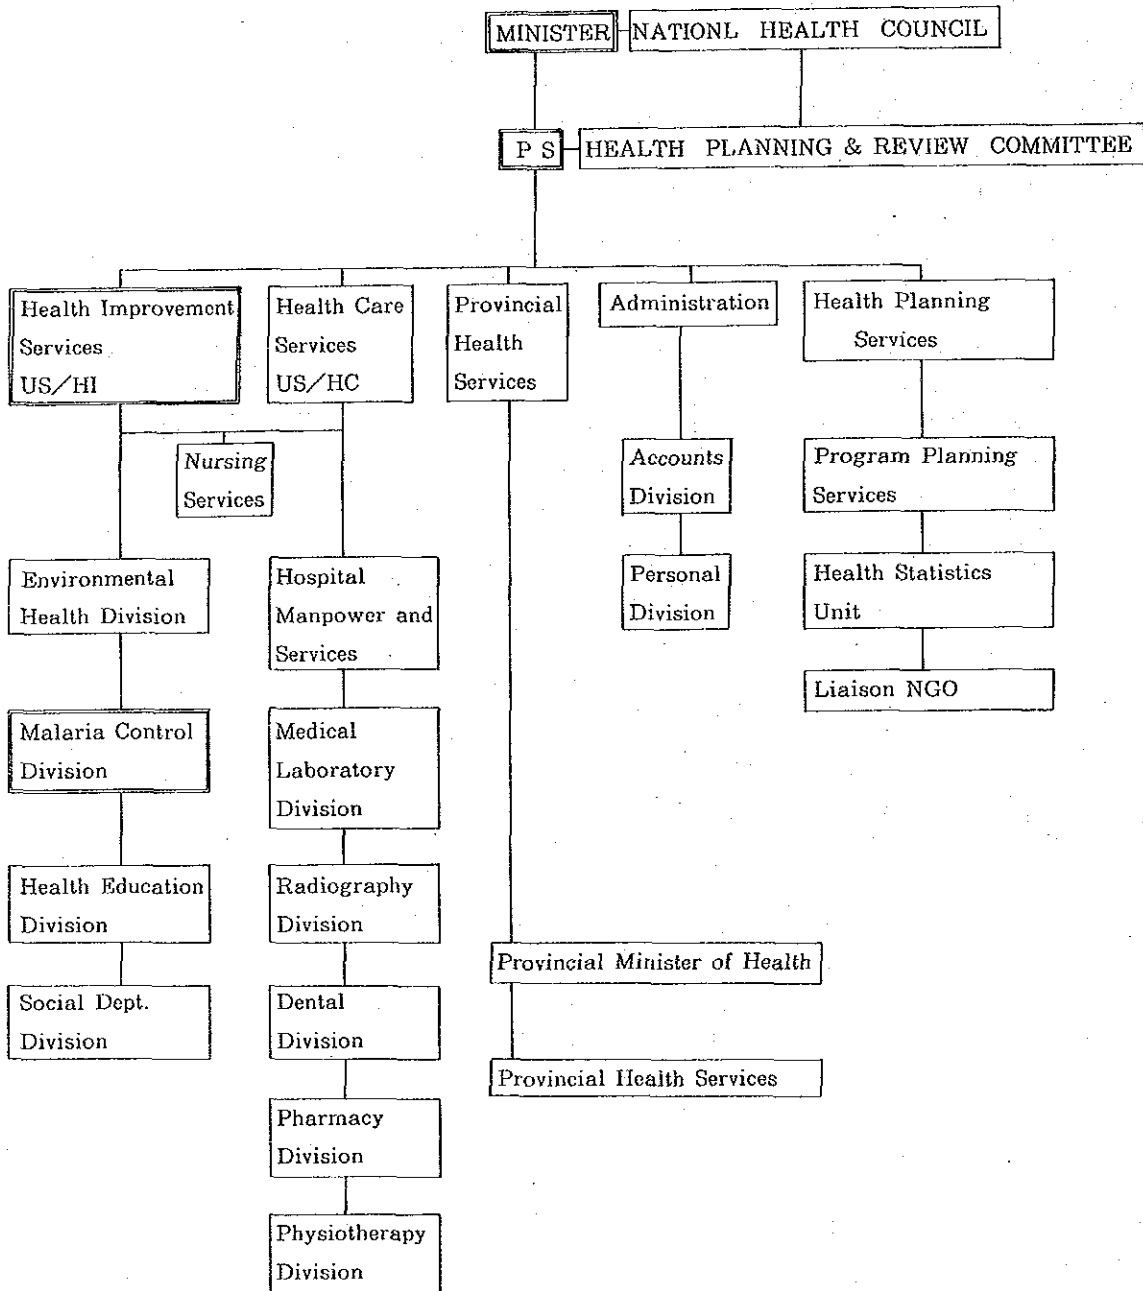 MINISTER
NATIONL HEALTH COUNCIL
P S
HEALTH PLANNING & REVIEW COMMITTEE
Health Improvement
Services
US/HI
Health Care
Services
US/HC
Provincial
Health
Services
Administration
Health Planning
Services
Nursing
Services
Accounts
Division
Program Planning
Services
Environmental
Health Division
Hospital
Manpower and
Services
Personal
Division
Health Statistics
Unit
Liaison NGO
Malaria Control
Division
Medical
Laboratory
Division
Health Education
Division
Radiography
Division
Provincial Minister of Health
Social Dept.
Division
Dental
Division
Provincial Health Services
Pharmacy
Division
Physiotherapy
Division